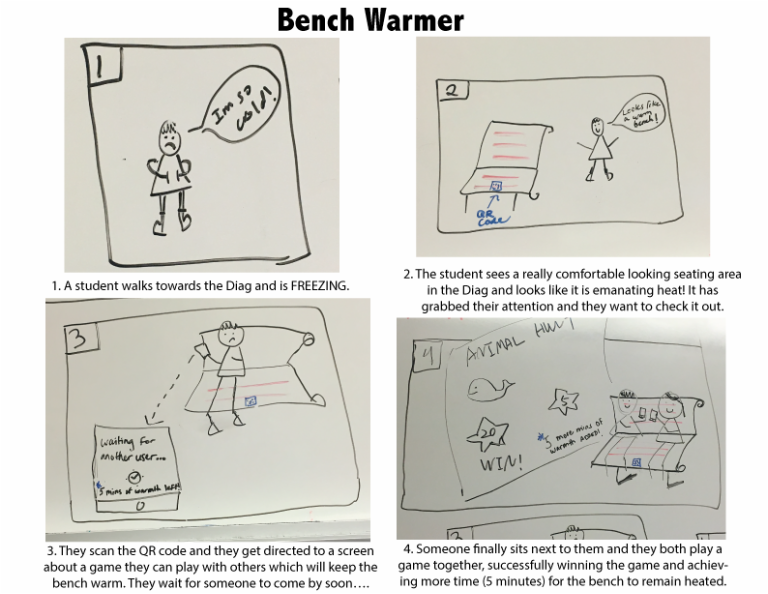 Bench Warmer
1
Im so
cold!
1. A student walks towards the Diag and is FREEZING.
2
Looks like
a warm
bench!
QR
Code
2. The student sees a really comfortable looking seating area
in the Diag and looks like it is emanating heat! It has
grabbed their attention and they want to check it out.
3
waiting for
another user...
5 mins of warmth left!
3. They scan the QR code and they get directed to a screen
about a game they can play with others which will keep the
bench warm. They wait for someone to come by soon….
4
ANIMAL HUNT
5
20
WIN!
5 more mins of
warmth added!
3
4. Someone finally sits next to them and they both play a
game together, successfully winning the game and achiev-
ing more time (5 minutes) for the bench to remain heated.